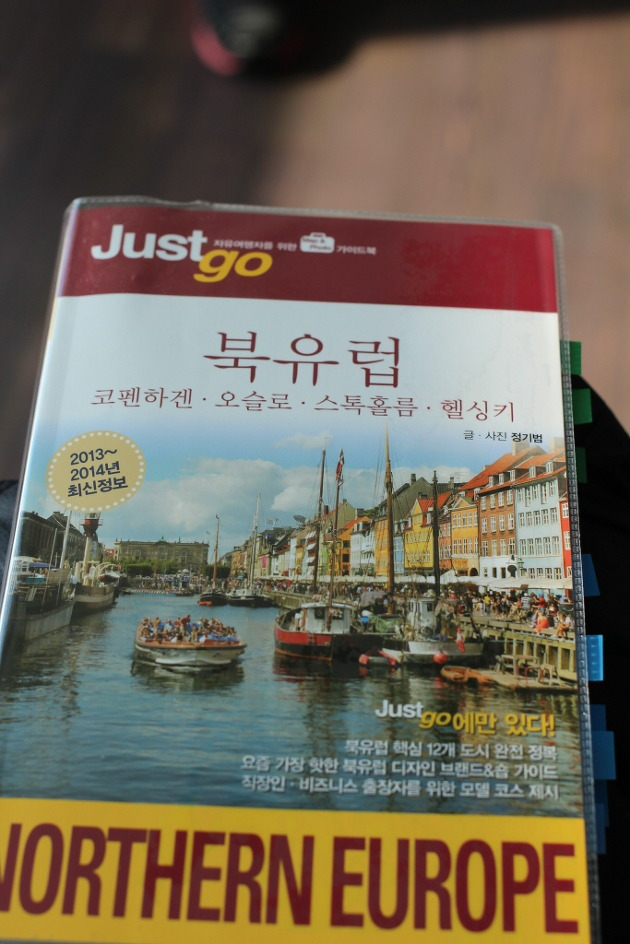 Just go 자유여행자를 위한 Map & Photo 가이드북
북유럽
코펜하겐 · 오슬로 · 스톡홀름 · 헬싱키
글 · 사진 정기범
2013~
2014년
최신정보
Just go에만 있다!
북유럽 핵심 12개 도시 완전 정복
요즘 가장 핫한 북유럽 디자인 브랜드&숍 가이드
직장인 · 비즈니스 출장자를 위한 모델 코스 제시
NORTHERN EUROPE